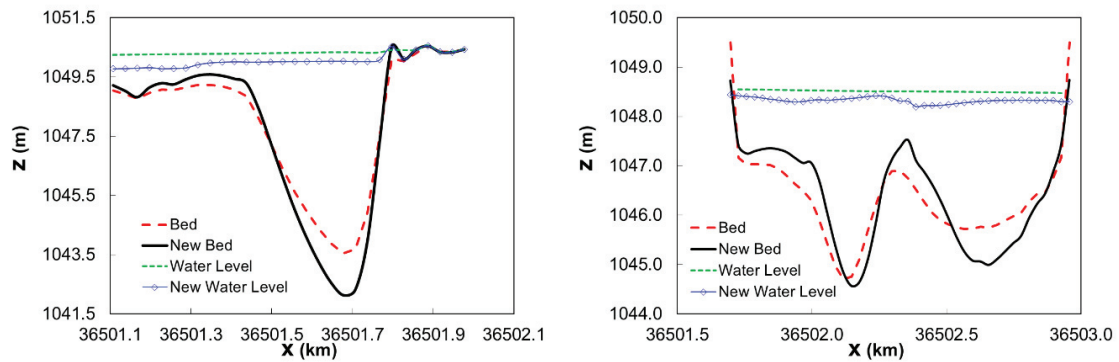 1051.5
1049.5
1047.5
1045.5
1043.5
1041.5
z (m)
Bed
New Bed
Water Level
New Water Level
36501.1 36501.3 36501.5 36501.7 36501.9 36502.1
x (km)
1050.0
1049.0
1048.0
1047.0
1046.0
1045.0
1044.0
z (m)
Bed
New Bed
Water Level
New Water Level
36501.5 36502.0 36502.5 36503.0
x (km)